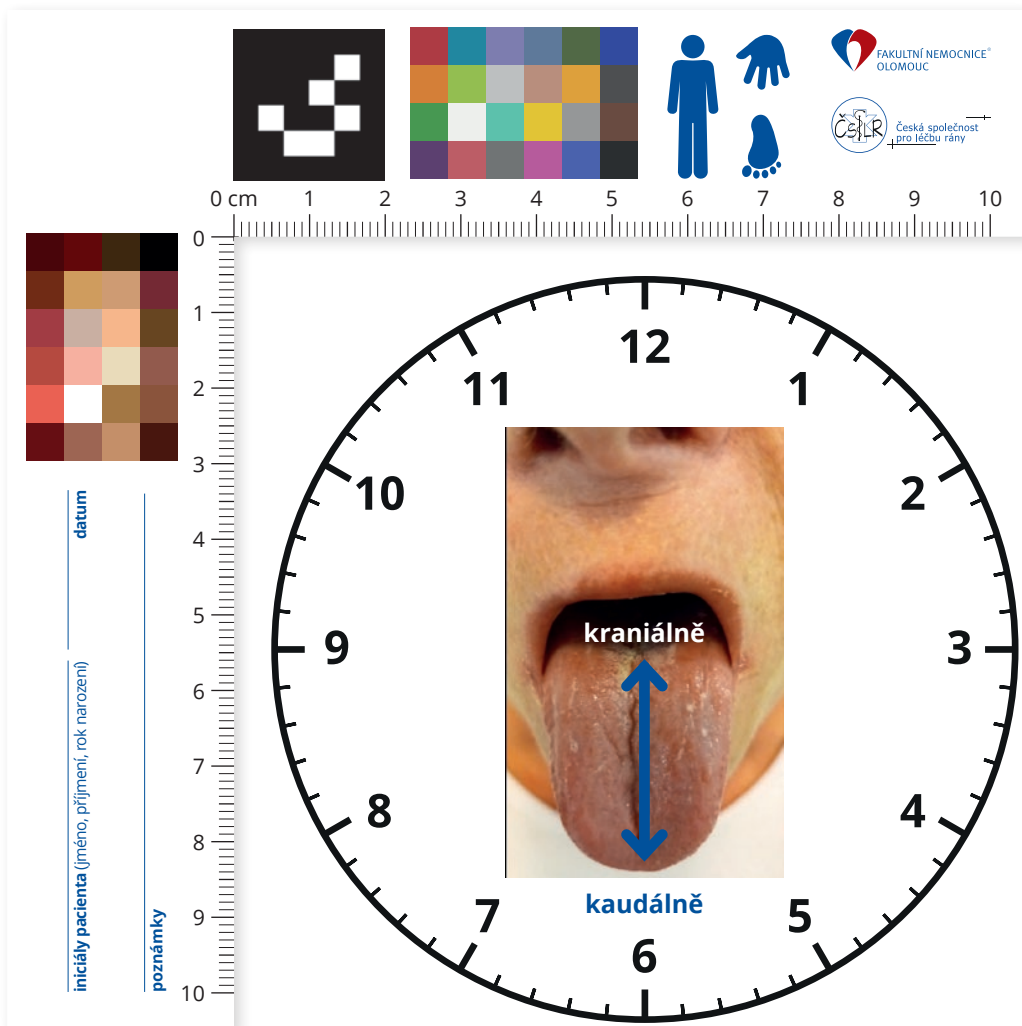 FAKULTNÍ NEMOCNICE®
OLOMOUC
ČSLR
Česká společnost
pro léčbu rány
0 cm 1 2 3 4 5 6 7 8 9 10
0
1
2
3
4
5
6
7
8
9
10
datum
iniciály pacienta (jméno, příjmení, rok narození)
poznámky
12
11 1
10 2
9 3
8 4
7 5
6
kraniálně
kaudálně